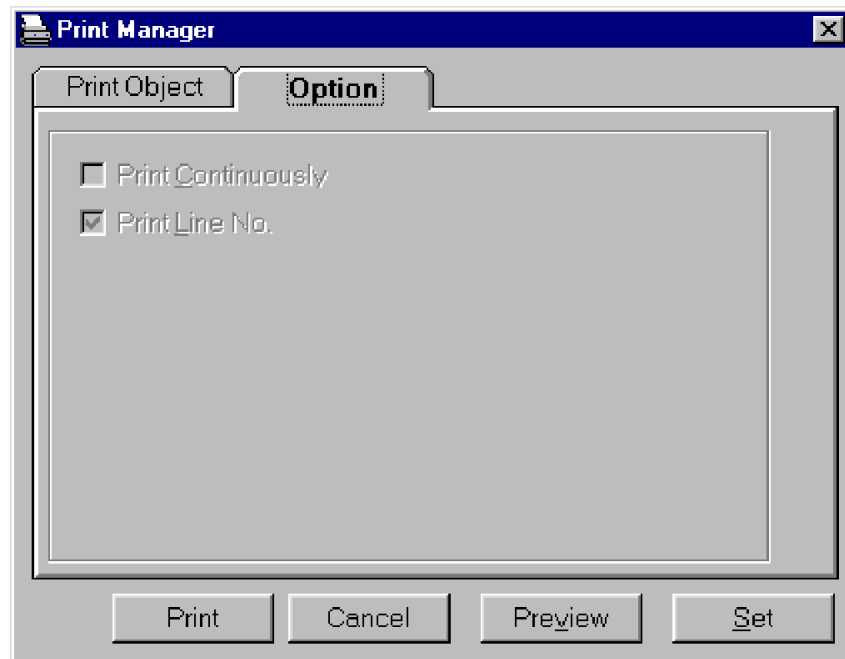 Print Manager
Print Object Option
Print Continuously
Print Line No.
Print Cancel Preview Set